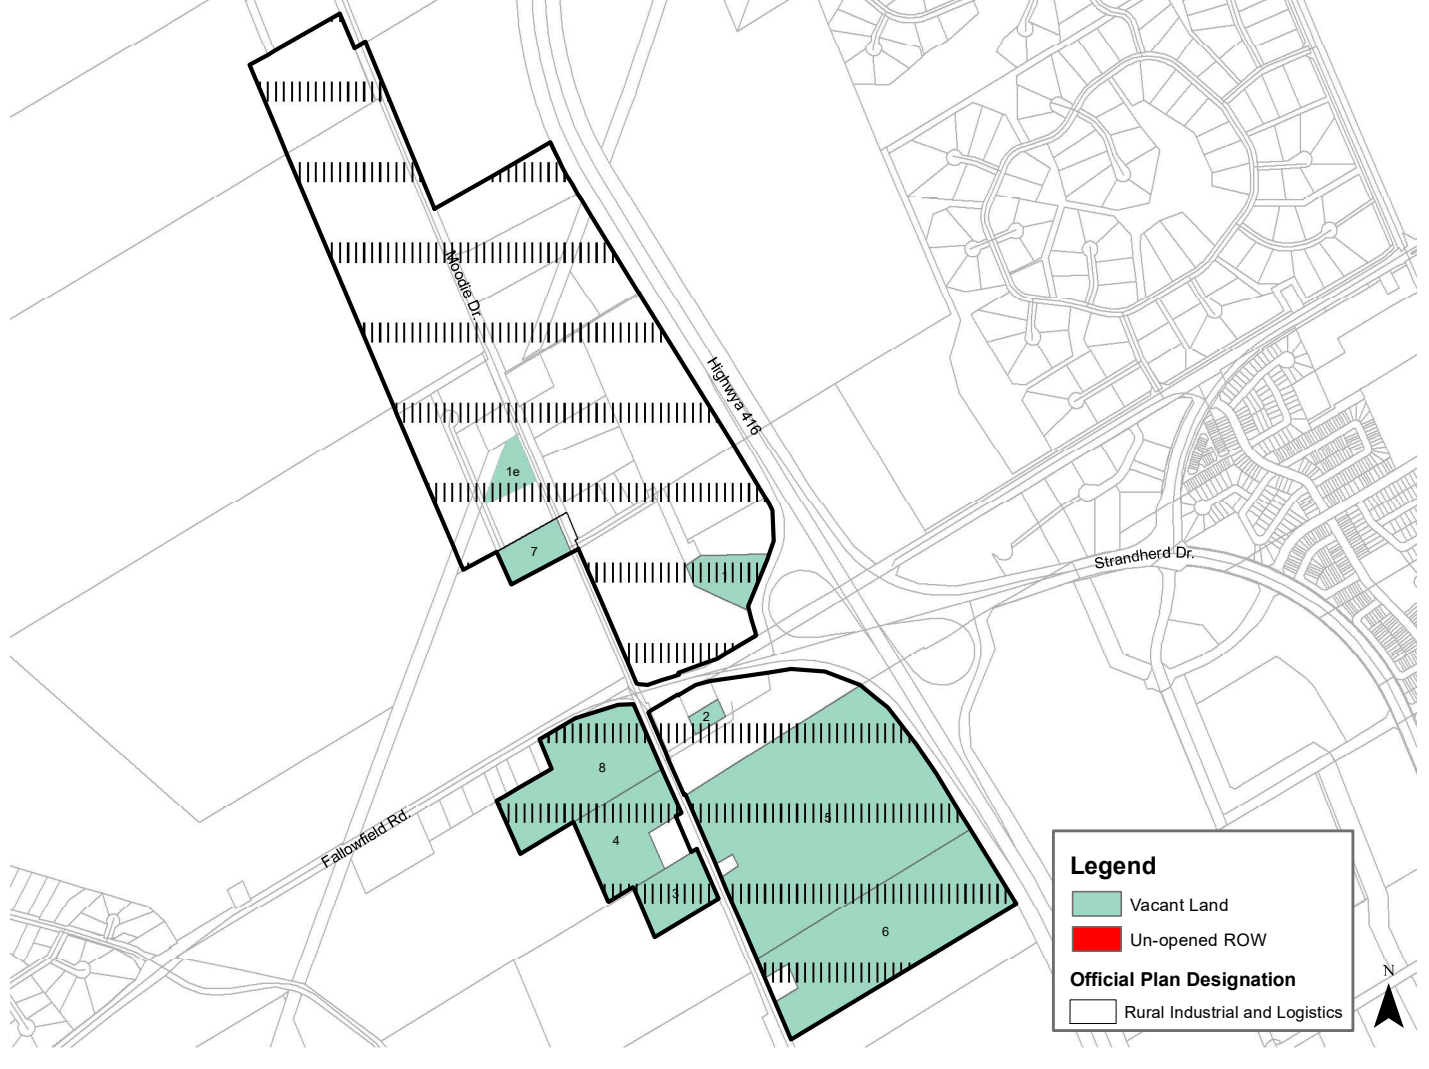 Moodie Dr.
Highwya 416
1e
7
Strandherd Dr.
2
8
5
4
3
6
Fallowfield Rd.
Legend
Vacant Land
Un-opened ROW
Official Plan Designation
Rural Industrial and Logistics
N